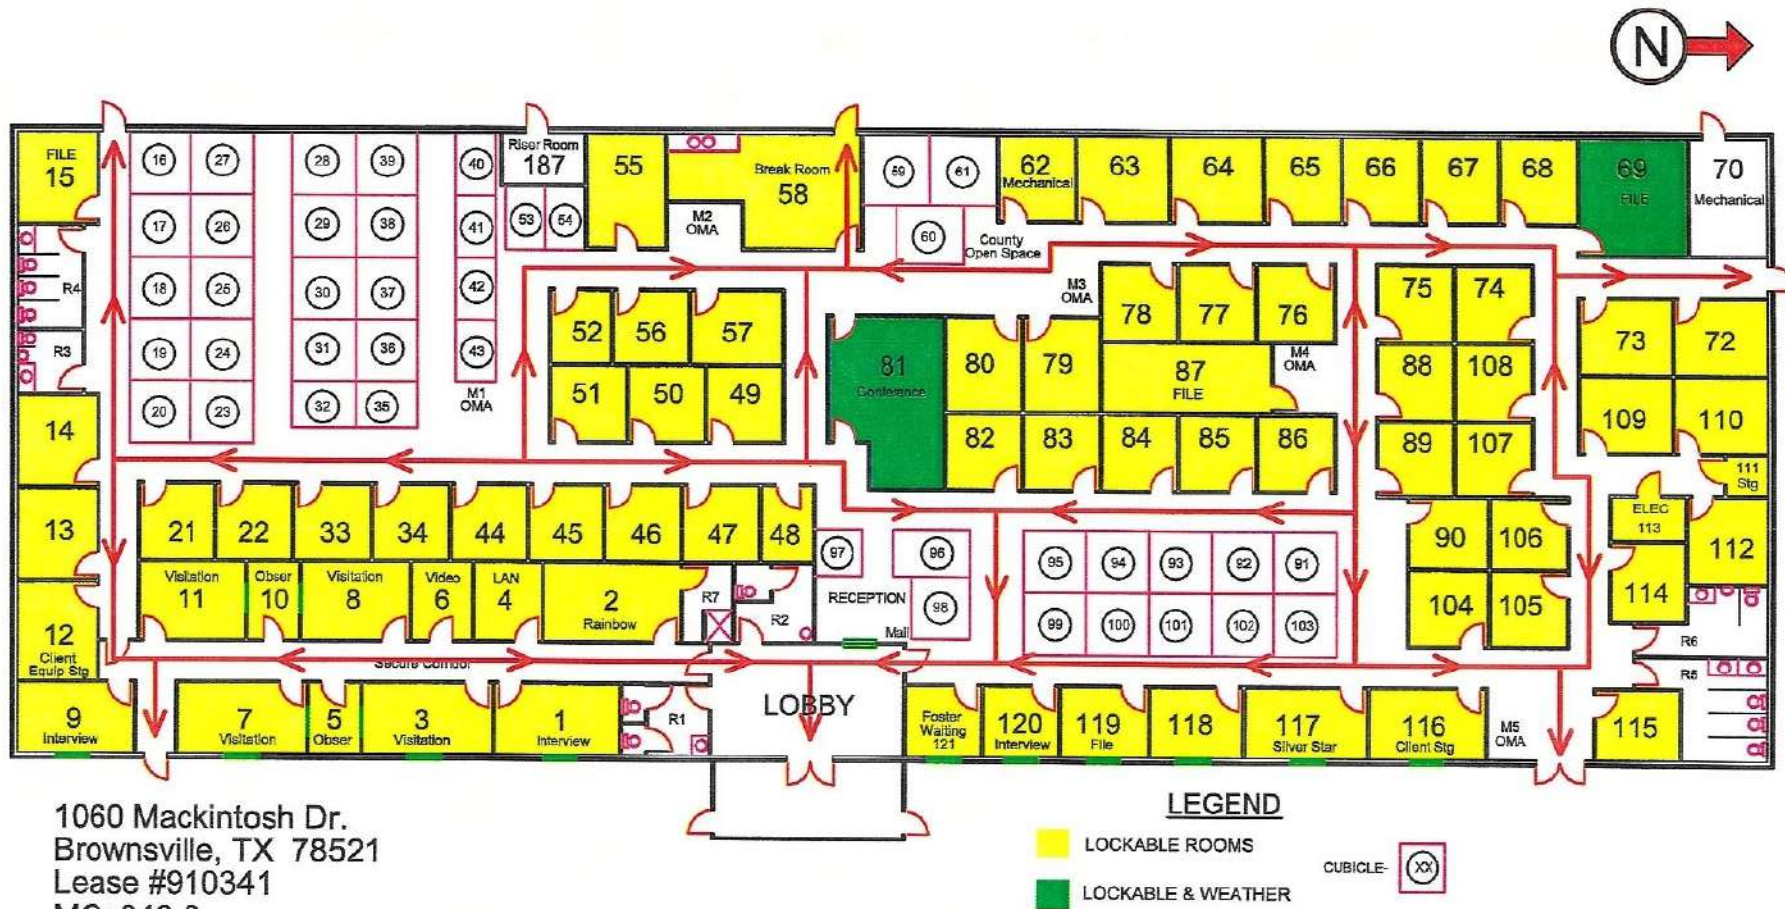 N
FILE
15
16
27
28
39
40
Riser Room
187
55
Break Room
58
59
61
62
Mechanical
63
64
65
66
67
68
69
FILE
70
Mechanical
17
26
29
38
41
53
54
M2
OMA
60
County
Open Space
R4
18
25
30
37
42
M3
OMA
78
77
76
75
74
73
72
R3
19
24
31
36
43
52
56
57
81
Conference
80
79
87
FILE
M4
OMA
88
108
20
23
32
35
M1
OMA
51
50
49
109
110
14
82
83
84
85
86
89
107
111
Stg
13
21
22
33
34
44
45
46
47
48
97
96
95
94
93
92
91
90
106
ELEC
113
112
12
Client
Equip Stg
Visitation
11
Obser
10
Visitation
8
Video
6
LAN
4
2
Rainbow
R7
R2
RECEPTION
98
Mail
99
100
101
102
103
104
105
114
R6
Secure Corridor
R5
9
Interview
7
Visitation
5
Obser
3
Visitation
1
Interview
R1
LOBBY
Foster
Waiting
121
120
Interview
119
File
118
117
Silver Star
116
Client Stg
M5
OMA
115
1060 Mackintosh Dr.
Brownsville, TX 78521
Lease #910341
LEGEND
LOCKABLE ROOMS
CUBICLE-
XX
LOCKABLE & WEATHER